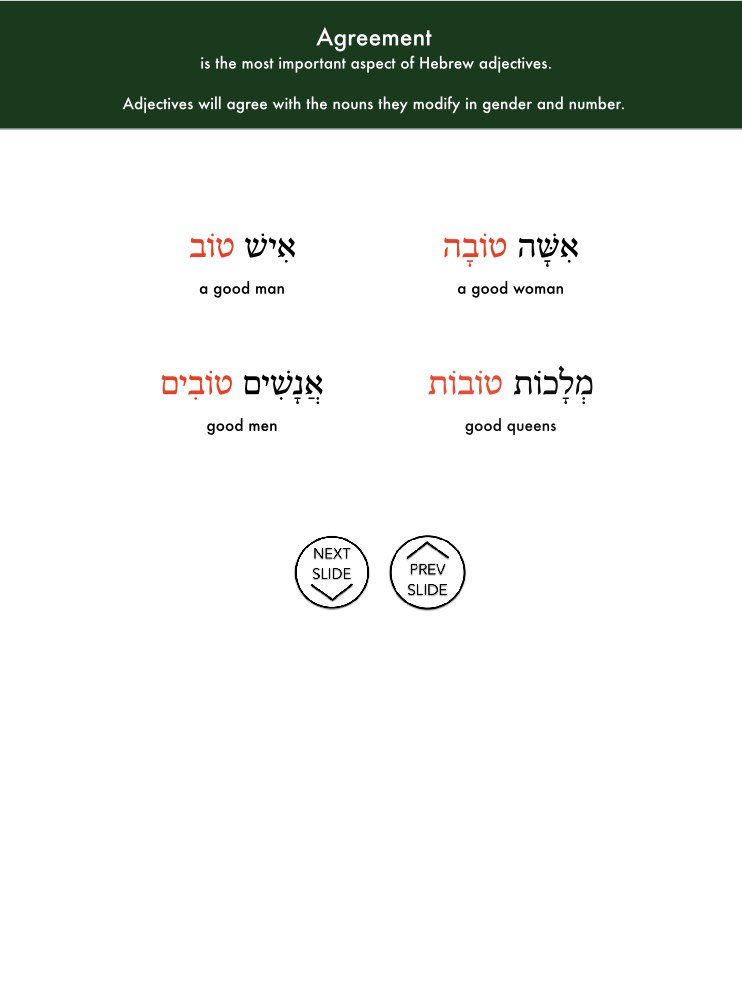 Agreement
is the most important aspect of Hebrew adjectives.
Adjectives will agree with the nouns they modify in gender and number.
אִישׁ טוֹב
a good man
אִשָּׁה טוֹבָה
a good woman
אֲנָשִׁים טוֹבִים
good men
מְלָכוֹת טוֹבוֹת
good queens
NEXT
SLIDE
PREV
SLIDE